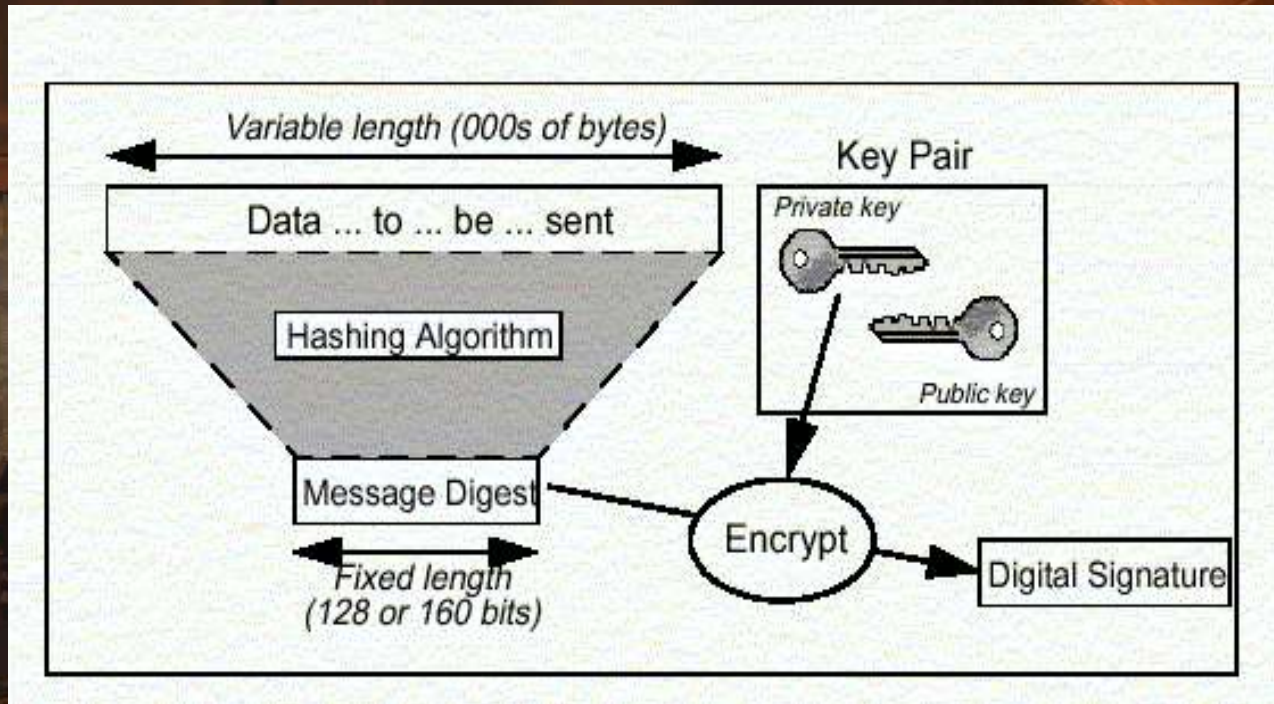 Variable length (000s of bytes)
Key Pair
Data ... to ... be ... sent
Private key
Hashing Algorithm
Public key
Message Digest
Encrypt
Fixed length
(128 or 160 bits)
Digital Signature